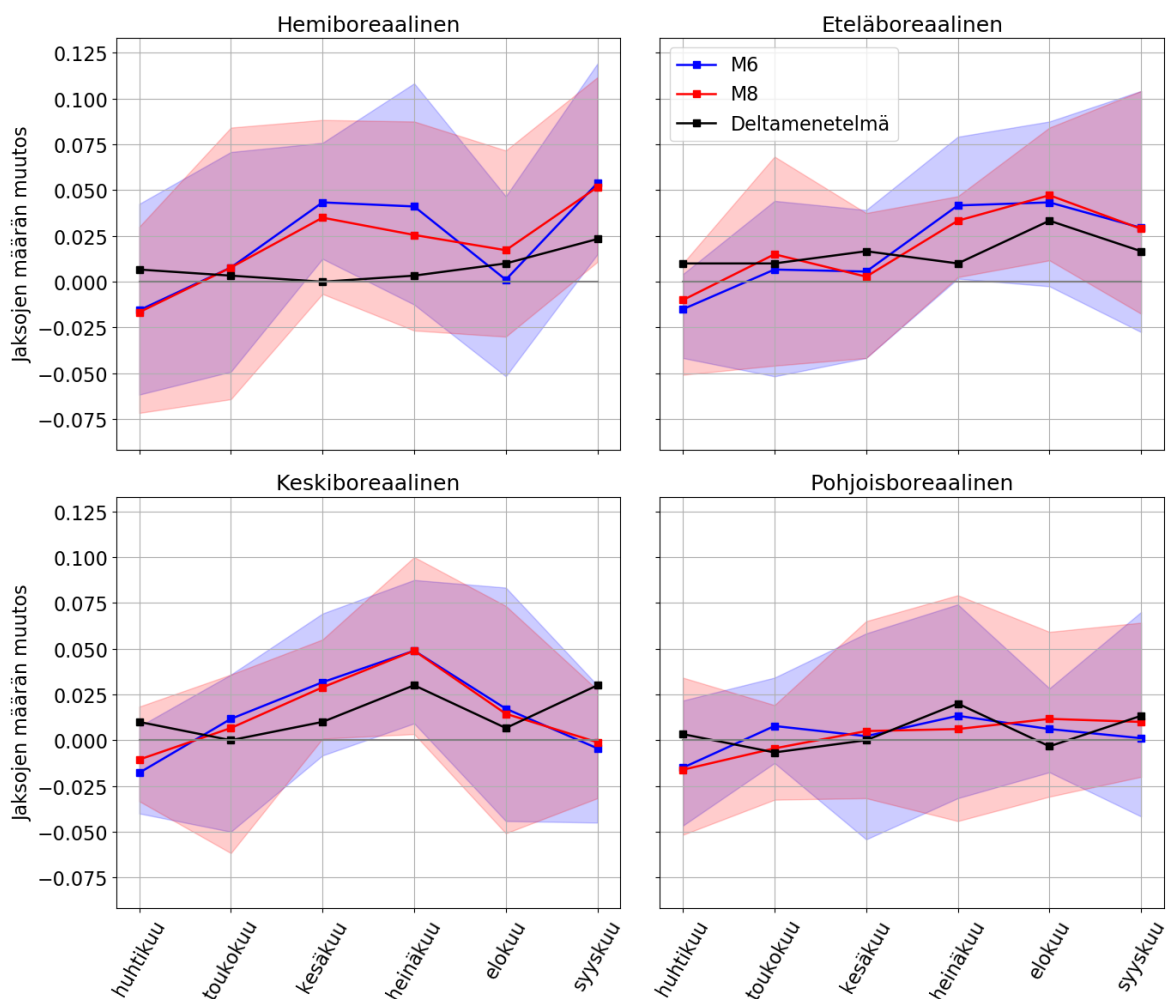 Hemiboreaalinen
Eteläboreaalinen
Jaksojen määrän muutos
0.125
0.100
0.075
0.050
0.025
0.000
−0.025
−0.050
−0.075
M6
M8
Deltamenetelmä
Keskiboreaalinen
Pohjoisboreaalinen
Jaksojen määrän muutos
0.125
0.100
0.075
0.050
0.025
0.000
−0.025
−0.050
−0.075
huhtikuu
toukokuu
kesäkuu
heinäkuu
elokuu
syyskuu
huhtikuu
toukokuu
kesäkuu
heinäkuu
elokuu
syyskuu